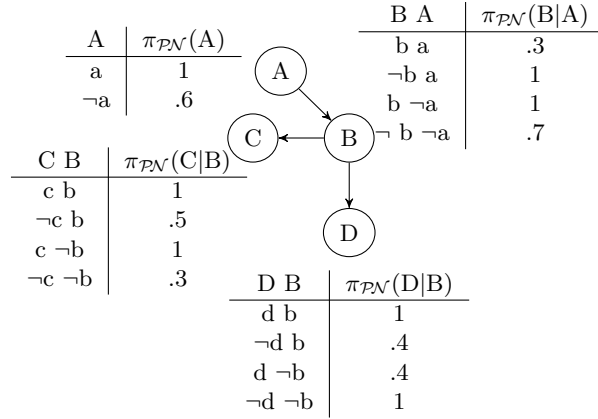 A π_PN(A)
a 1
¬a .6
B A π_PN(B|A)
b a .3
¬b a 1
b ¬a 1
¬ b ¬a .7
A
C
B
D
C B π_PN(C|B)
c b 1
¬c b .5
c ¬b 1
¬c ¬b .3
D B π_PN(D|B)
d b 1
¬d b .4
d ¬b .4
¬d ¬b 1